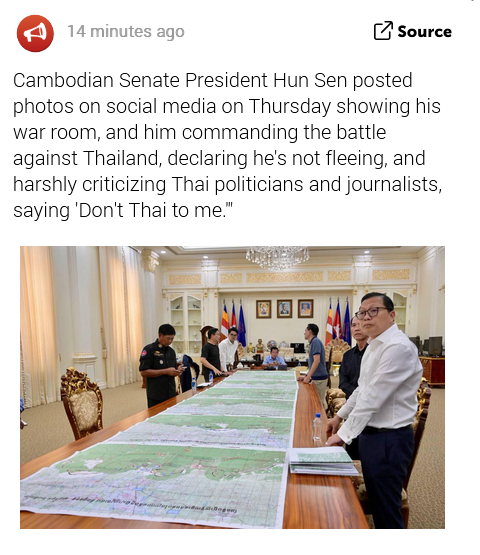 14 minutes ago
Source
Cambodian Senate President Hun Sen posted
photos on social media on Thursday showing his
war room, and him commanding the battle
against Thailand, declaring he's not fleeing, and
harshly criticizing Thai politicians and journalists,
saying 'Don't Thai to me.'"